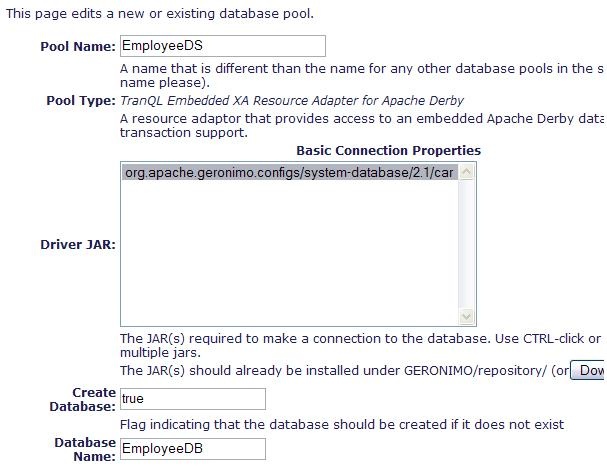 This page edits a new or existing database pool.
Pool Name: EmployeeDS
A name that is different than the name for any other database pools in the s
name please).
Pool Type: TranQL Embedded XA Resource Adapter for Apache Derby
A resource adaptor that provides access to an embedded Apache Derby data
transaction support.
Basic Connection Properties
org.apache.geronimo.configs/system-database/2.1/car
Driver JAR:
The JAR(s) required to make a connection to the database. Use CTRL-click or
multiple jars.
The JAR(s) should already be installed under GERONIMO/repository/ (or Dow
Create
Database: true
Flag indicating that the database should be created if it does not exist
Database
Name: EmployeeDB